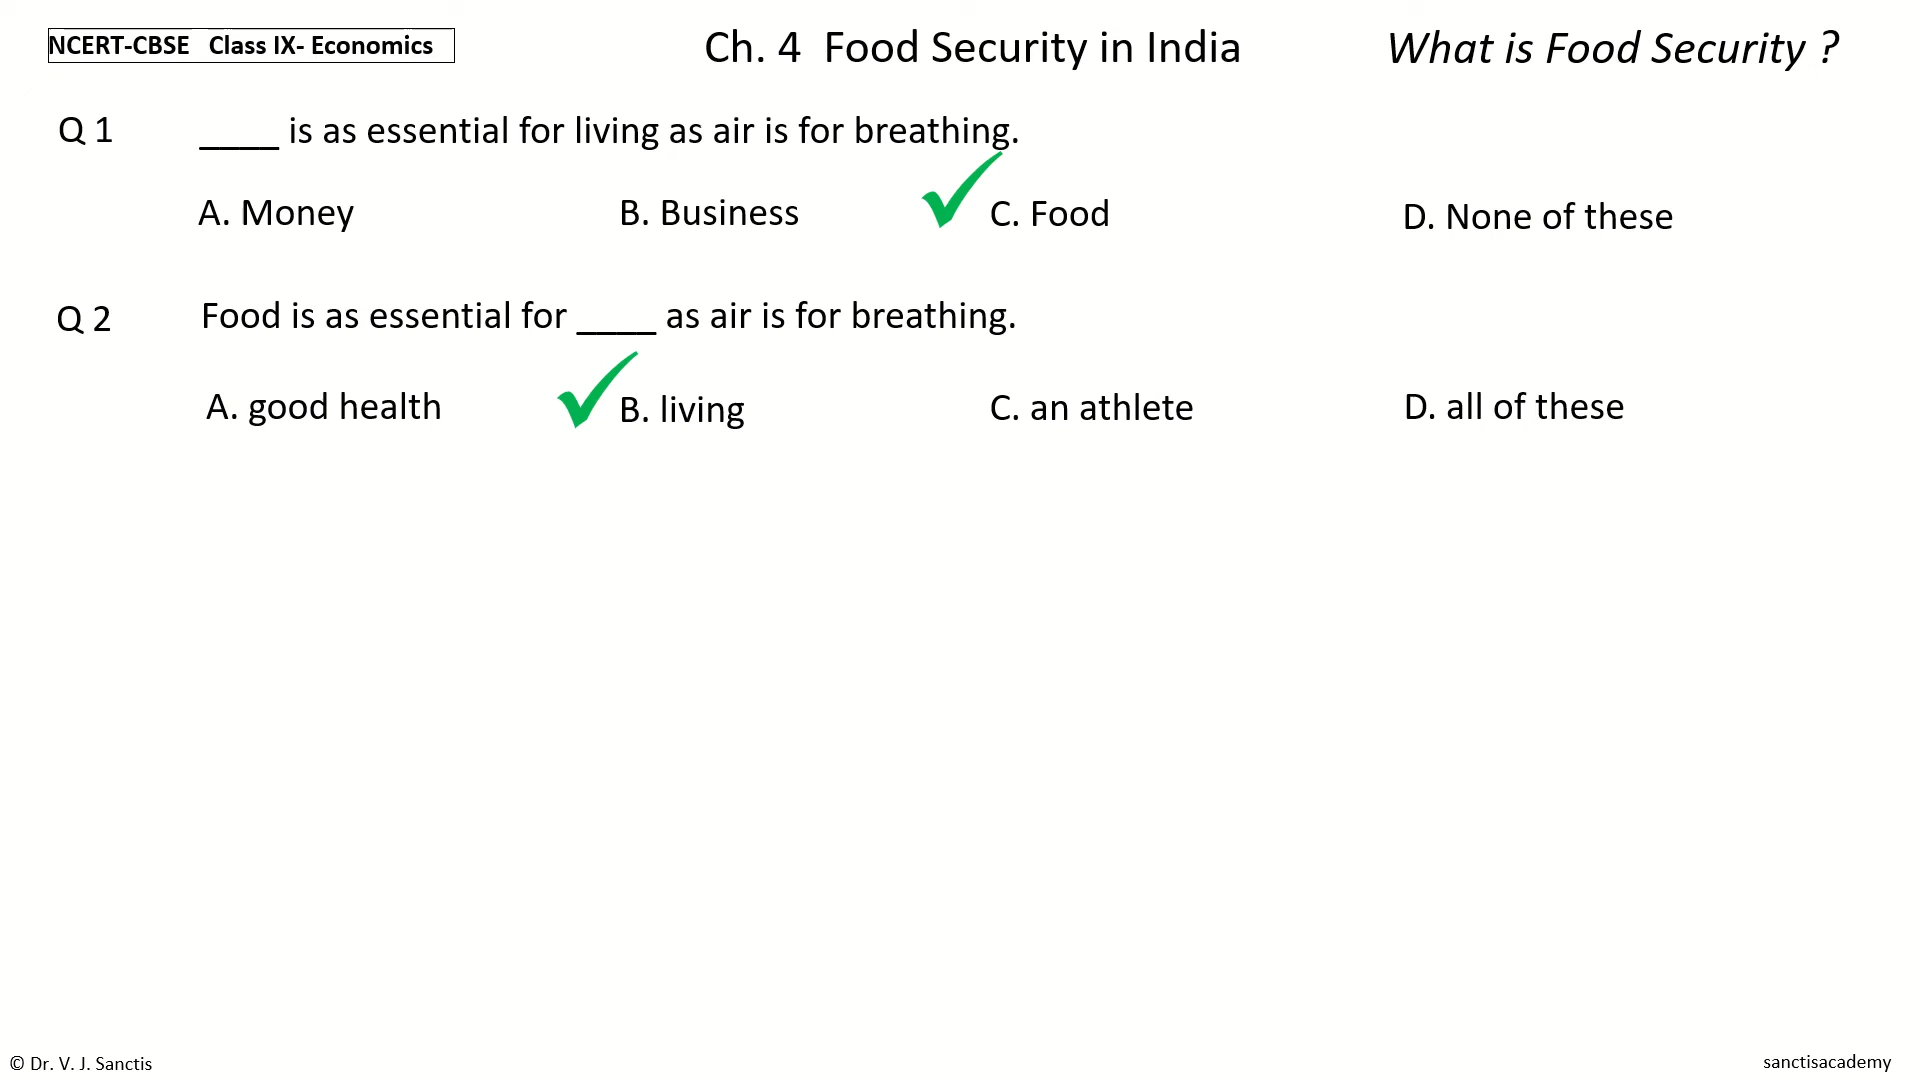 NCERT-CBSE Class IX- Economics
Ch. 4 Food Security in India
What is Food Security ?
Q 1 ____ is as essential for living as air is for breathing.
A. Money B. Business C. Food D. None of these
Q 2 Food is as essential for ____ as air is for breathing.
A. good health B. living C. an athlete D. all of these
© Dr. V. J. Sanctis
sanctisacademy